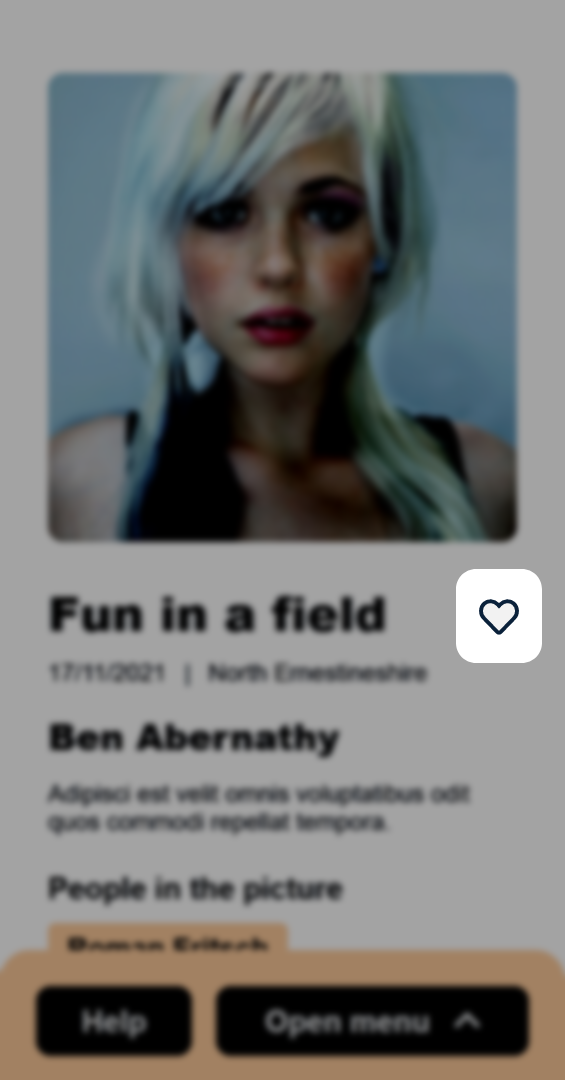 Fun in a field
17/11/2021 | North Ernestineshire
Ben Abernathy
Adipisci est velit omnis voluptatibus odit
quos commodi repellat tempora.
People in the picture
Roman Fritsch
Help
Open menu